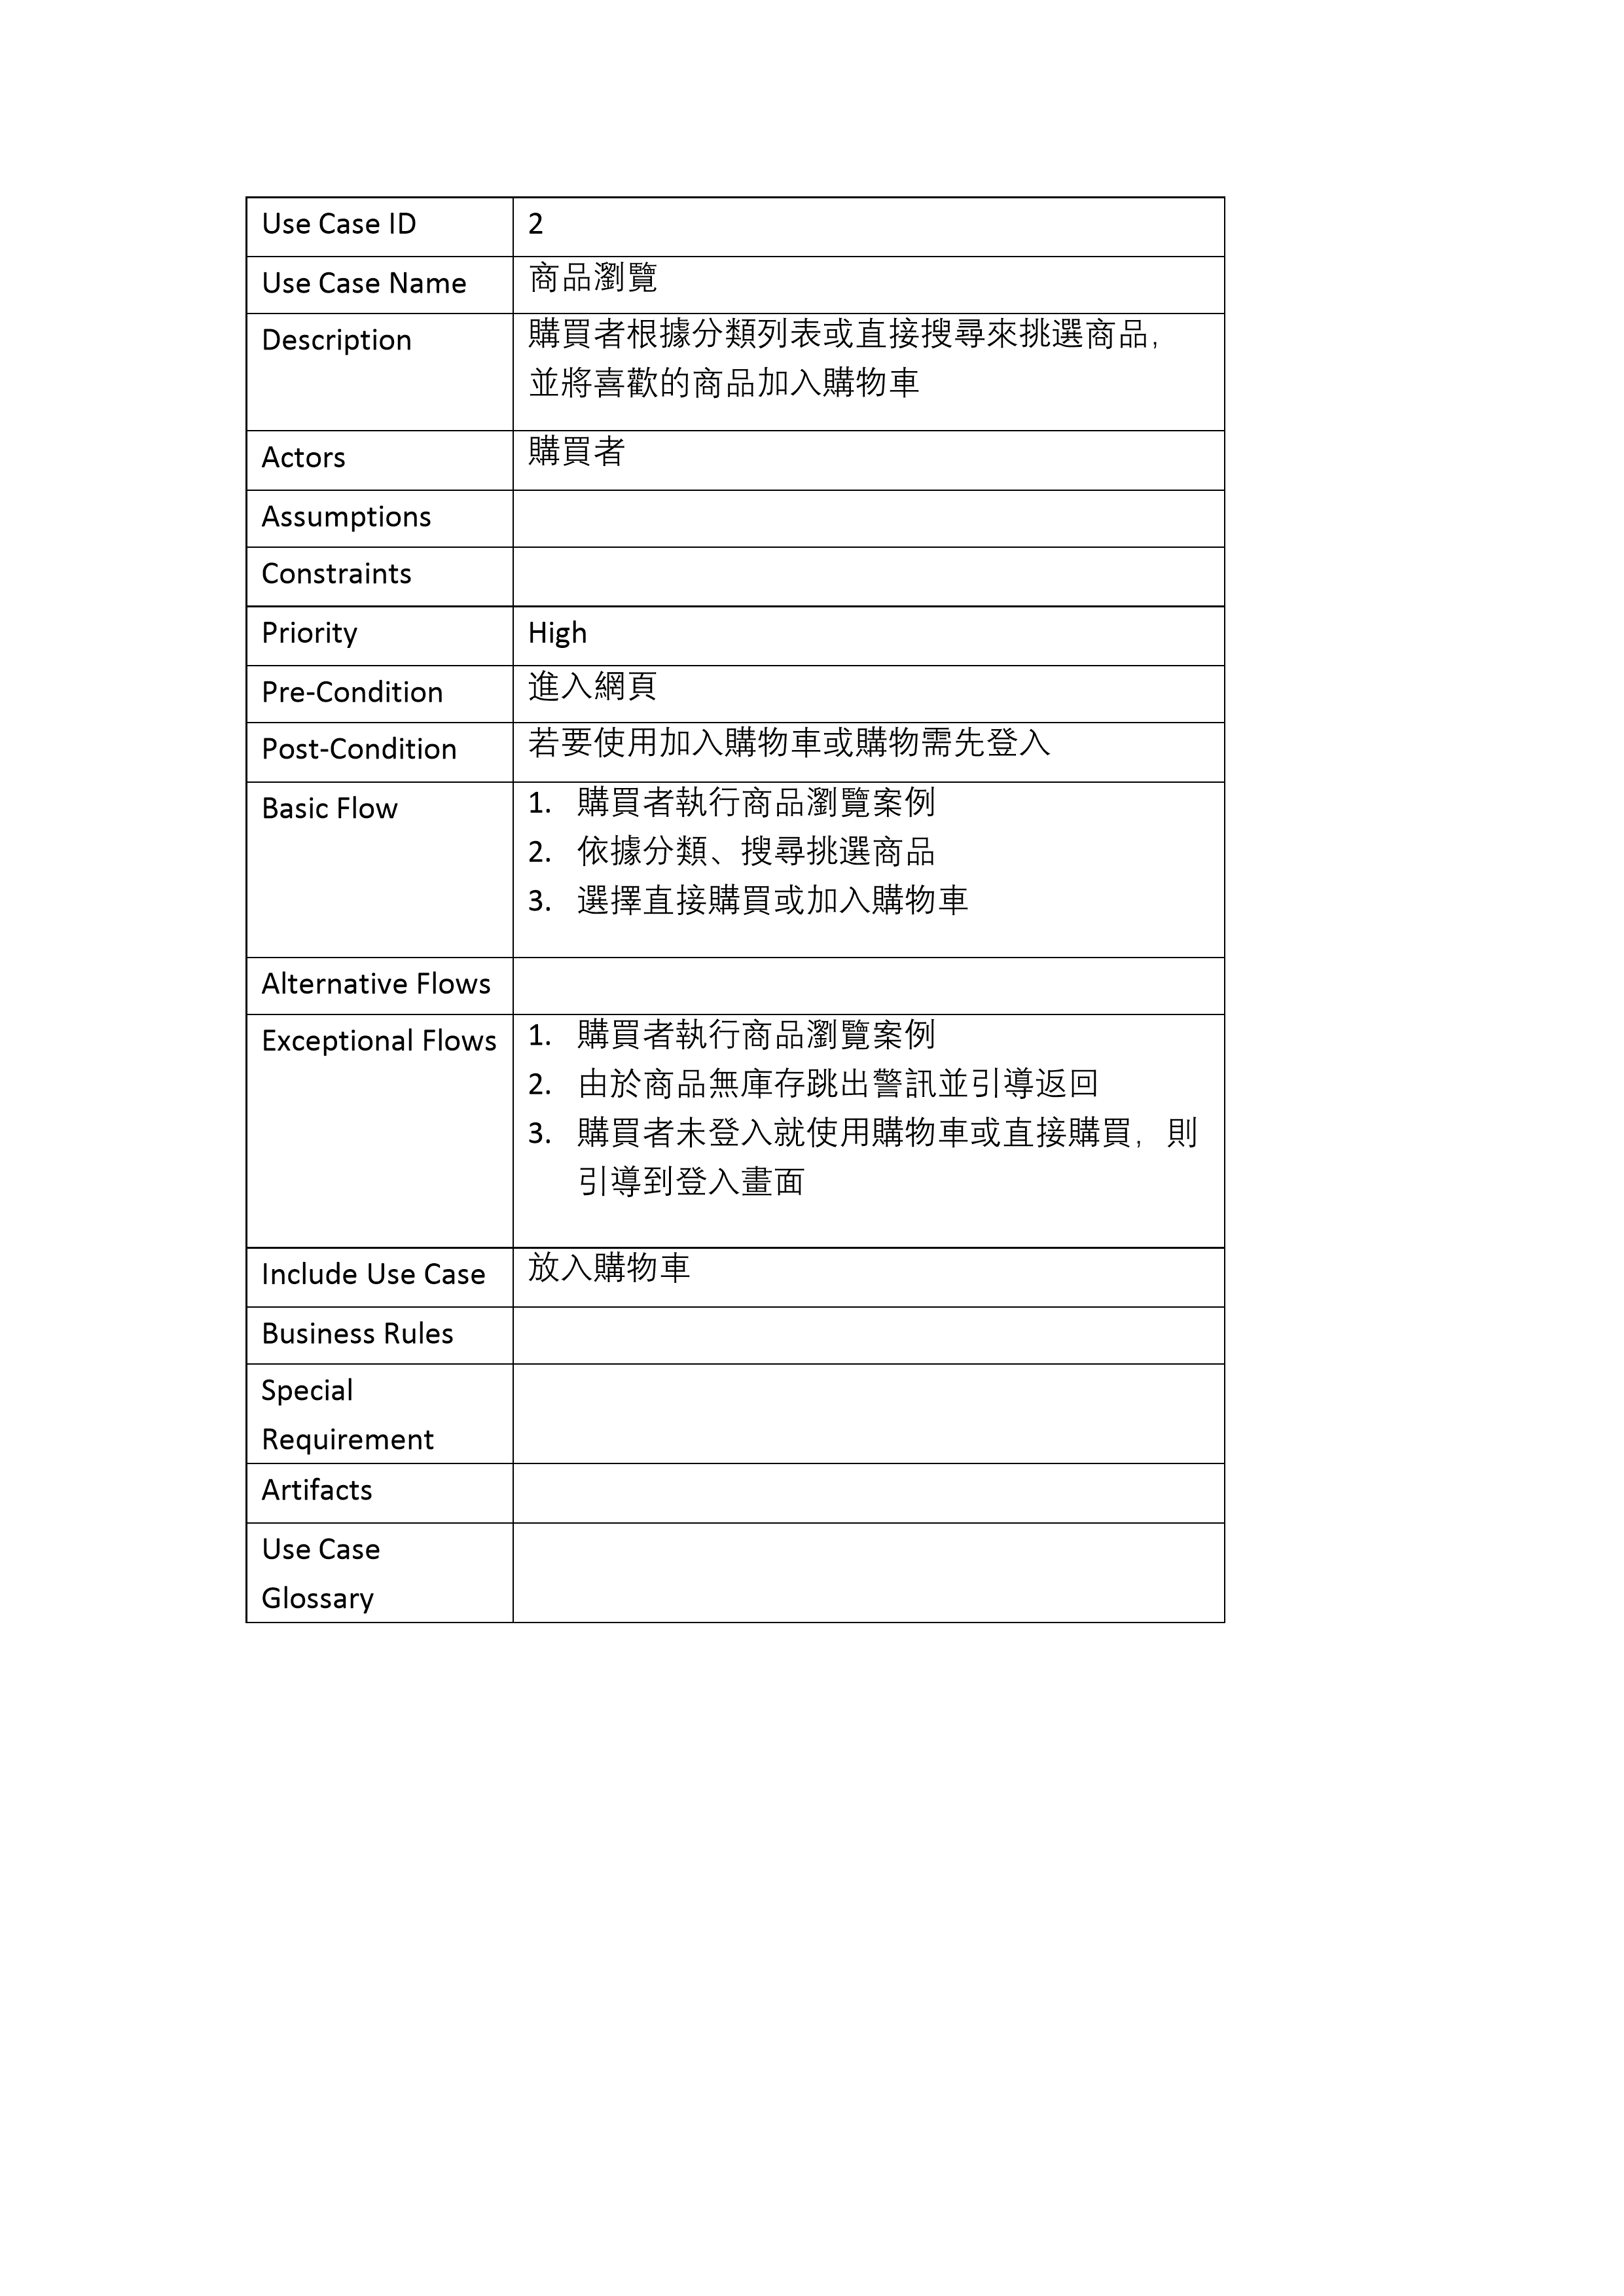 Use Case ID 2
Use Case Name 商品瀏覽
Description 購買者根據分類列表或直接搜尋來挑選商品，
並將喜歡的商品加入購物車
Actors 購買者
Assumptions
Constraints
Priority High
Pre-Condition 進入網頁
Post-Condition 若要使用加入購物車或購物需先登入
Basic Flow 1. 購買者執行商品瀏覽案例
2. 依據分類、搜尋挑選商品
3. 選擇直接購買或加入購物車
Alternative Flows
Exceptional Flows 1. 購買者執行商品瀏覽案例
2. 由於商品無庫存跳出警訊並引導返回
3. 購買者未登入就使用購物車或直接購買，則
引導到登入畫面
Include Use Case 放入購物車
Business Rules
Special
Requirement
Artifacts
Use Case
Glossary